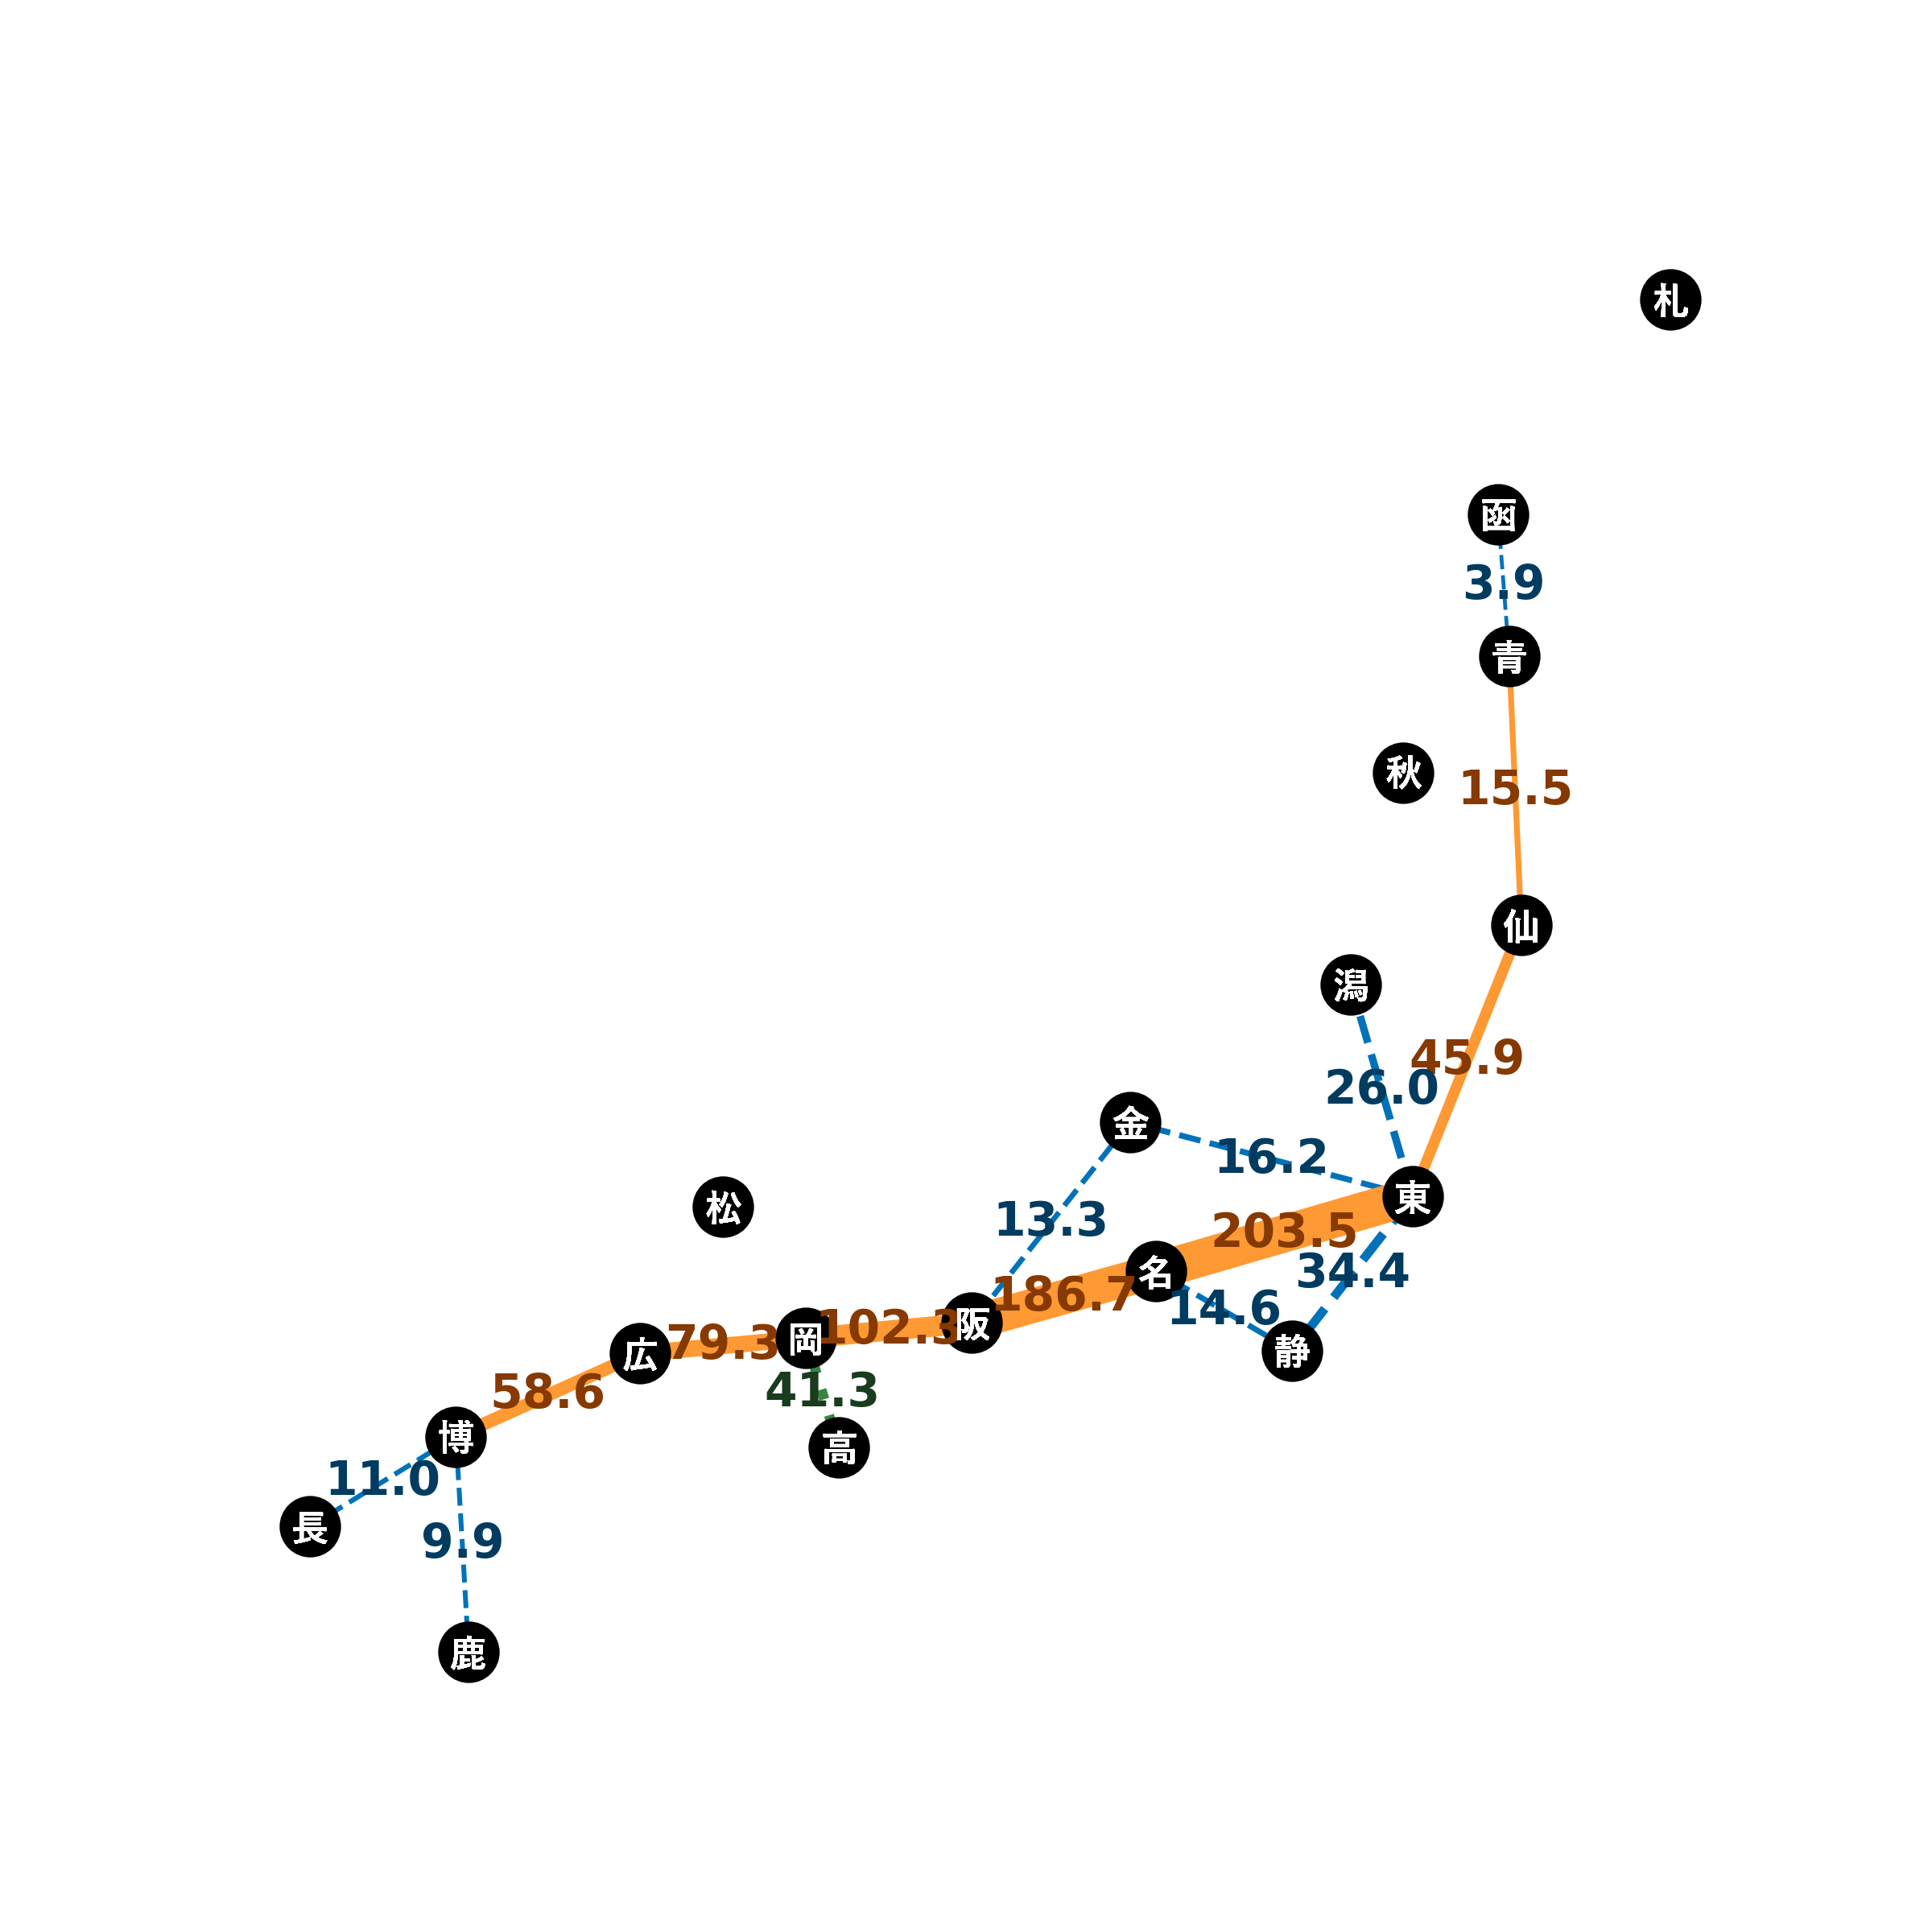 札
函
3.9
青
秋
15.5
仙
潟
45.9
26.0
金
16.2
東
松
13.3
203.5
名
34.4
186.7
14.6
阪
102.3
岡
79.3
静
広
41.3
58.6
博
高
11.0
長
9.9
鹿